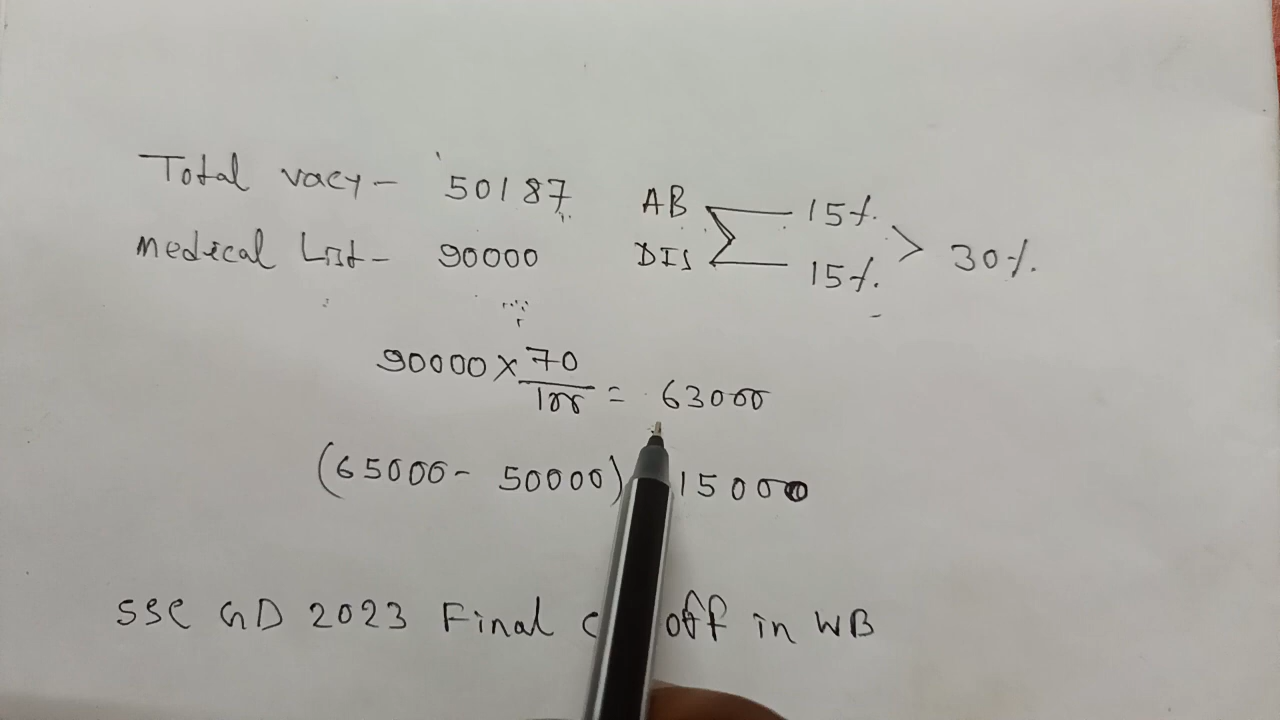 Total vacy- 50187
AB 15%.
Medical List- 90000
DIS 15%.
> 30%.
90000 x 70/100 = 63000
(65000- 50000) 15000
SSC GD 2023 Final off in WB